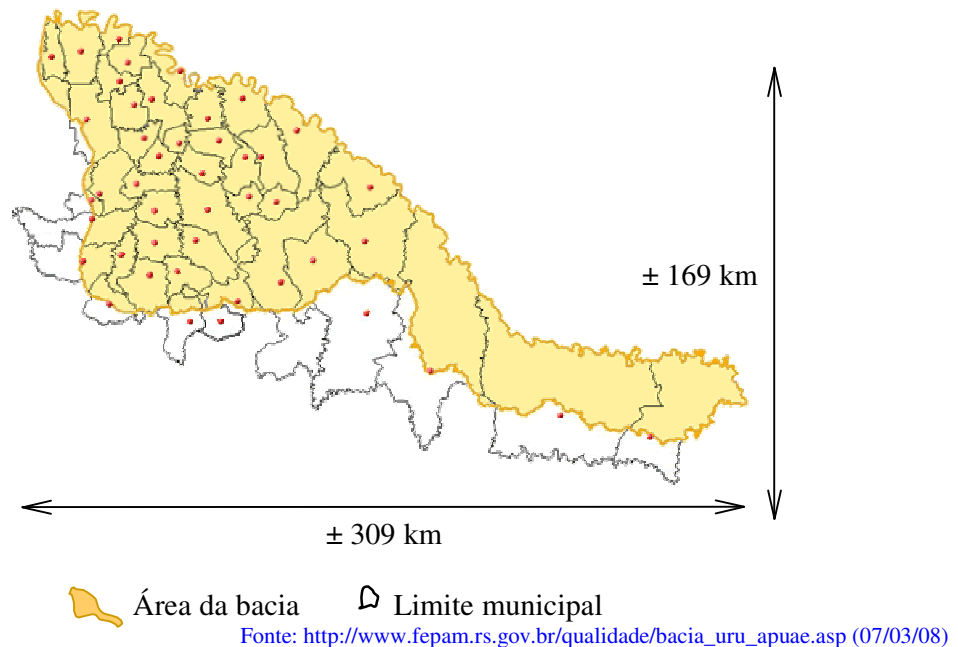 ± 169 km
± 309 km
Área da bacia
Limite municipal
Fonte: http://www.fepam.rs.gov.br/qualidade/bacia_uru_apuae.asp (07/03/08)